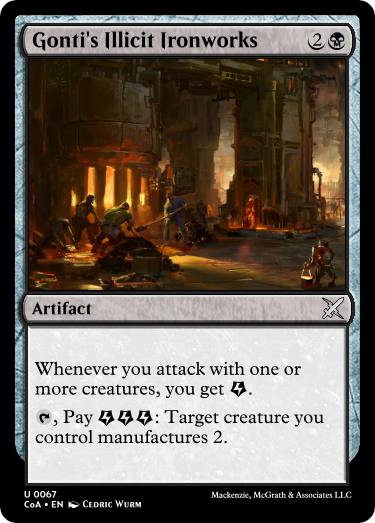 Gonti's Illicit Ironworks 2
Artifact
Whenever you attack with one or
more creatures, you get .
, Pay : Target creature you
control manufactures 2.
U 0067
CoA • EN Cedric Wurm
Mackenzie, McGrath & Associates LLC